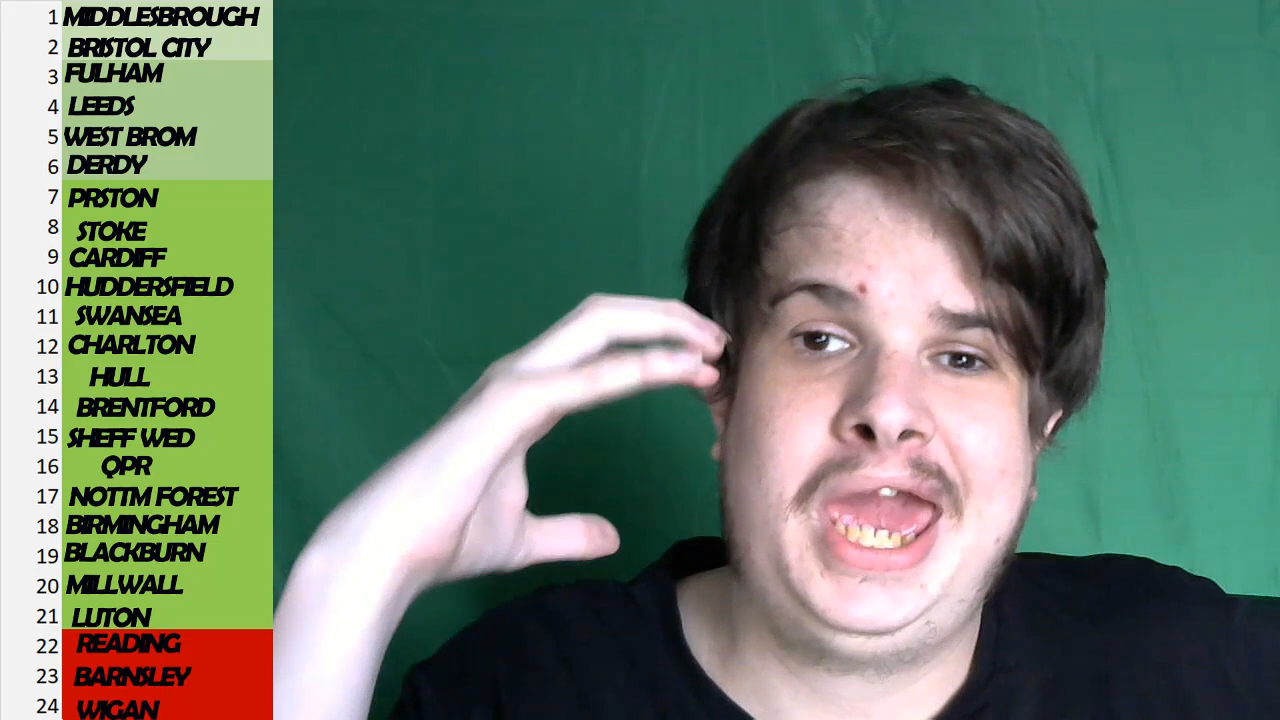 1 MIDDLESBROUGH
2 BRISTOL CITY
3 FULHAM
4 LEEDS
5 WEST BROM
6 DERDY
7 PRSTON
8 STOKE
9 CARDIFF
10 HUDDERSFIELD
11 SWANSEA
12 CHARLTON
13 HULL
14 BRENTFORD
15 SHEFF WED
16 QPR
17 NOTTM FOREST
18 BIRMINGHAM
19 BLACKBURN
20 MILLWALL
21 LUTON
22 READING
23 BARNSLEY
24 WIGAN